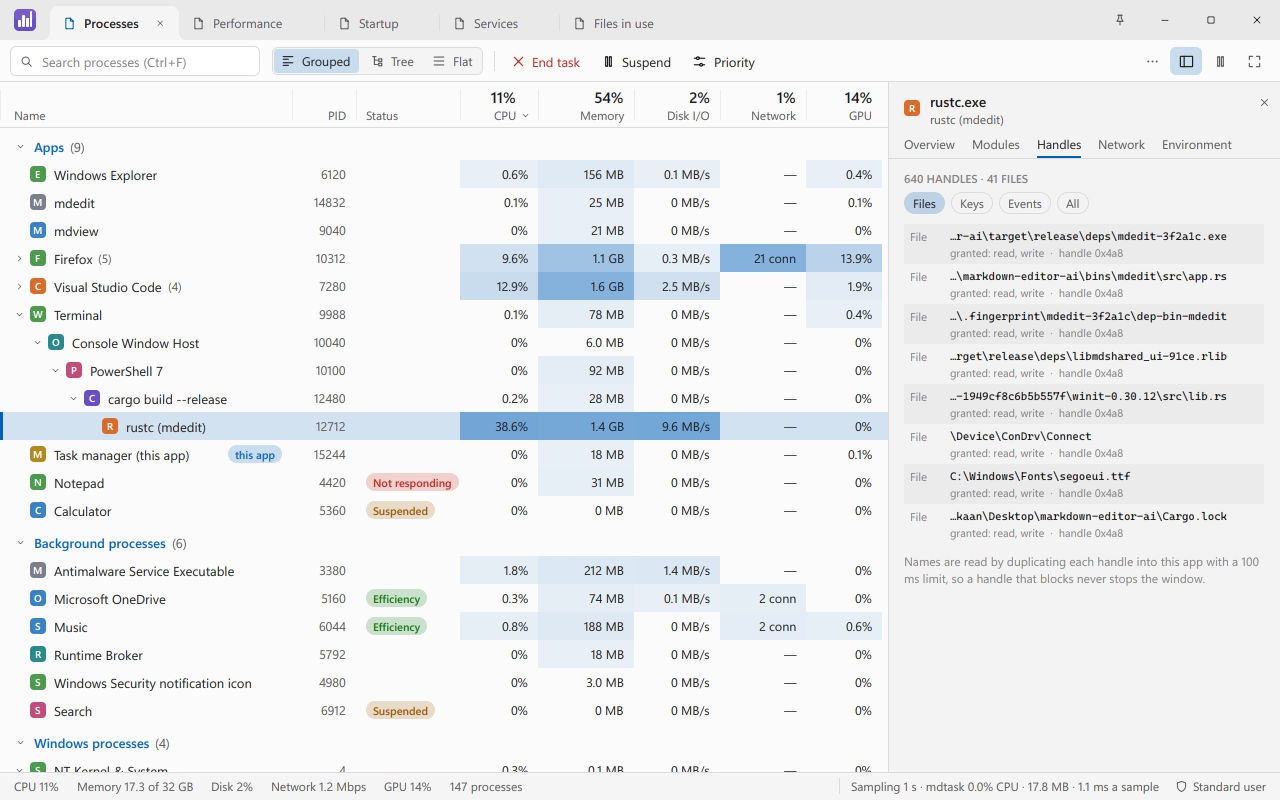 Processes
Performance
Startup
Services
Files in use
Search processes (Ctrl+F)
Grouped
Tree
Flat
End task
Suspend
Priority
Name PID Status 11% CPU 54% Memory 2% Disk I/O 1% Network 14% GPU
Apps (9)
E Windows Explorer 6120 0.6% 156 MB 0.1 MB/s — 0.4%
M mdedit 14832 0.1% 25 MB 0 MB/s — 0.1%
M mdview 9040 0% 21 MB 0 MB/s — 0%
F Firefox (5) 10312 9.6% 1.1 GB 0.3 MB/s 21 conn 13.9%
C Visual Studio Code (4) 7280 12.9% 1.6 GB 2.5 MB/s — 1.9%
W Terminal 9988 0.1% 78 MB 0 MB/s — 0.4%
O Console Window Host 10040 0% 6.0 MB 0 MB/s — 0%
P PowerShell 7 10100 0% 92 MB 0 MB/s — 0%
C cargo build --release 12480 0.2% 28 MB 0 MB/s — 0%
R rustc (mdedit) 12712 38.6% 1.4 GB 9.6 MB/s — 0%
M Task manager (this app) this app 15244 0% 18 MB 0 MB/s — 0.1%
N Notepad 4420 Not responding 0% 31 MB 0 MB/s — 0%
C Calculator 5360 Suspended 0% 0 MB 0 MB/s — 0%
Background processes (6)
M Antimalware Service Executable 3380 1.8% 212 MB 1.4 MB/s — 0%
O Microsoft OneDrive 5160 Efficiency 0.3% 74 MB 0.1 MB/s 2 conn 0%
M Music 6044 Efficiency 0.8% 188 MB 0 MB/s 2 conn 0.6%
R Runtime Broker 5792 0% 18 MB 0 MB/s — 0%
S Windows Security notification icon 4980 0% 3.0 MB 0 MB/s — 0%
S Search 6912 Suspended 0% 0 MB 0 MB/s — 0%
Windows processes (4)
S NT Kernel & System 4 0.3% 0.1 MB 0 MB/s — 0%
R rustc.exe
rustc (mdedit)
Overview Modules Handles Network Environment
640 HANDLES · 41 FILES
Files Keys Events All
File …r-ai\target\release\deps\mdedit-3f2a1c.exe
granted: read, write · handle 0x4a8
File …\markdown-editor-ai\bins\mdedit\src\app.rs
granted: read, write · handle 0x4a8
File …\.fingerprint\mdedit-3f2a1c\dep-bin-mdedit
granted: read, write · handle 0x4a8
File …rget\release\deps\libmdshared_ui-91ce.rlib
granted: read, write · handle 0x4a8
File …-1949cf8c6b5b557f\winit-0.30.12\src\lib.rs
granted: read, write · handle 0x4a8
File \Device\ConDrv\Connect
granted: read, write · handle 0x4a8
File C:\Windows\Fonts\segoeui.ttf
granted: read, write · handle 0x4a8
File …kaan\Desktop\markdown-editor-ai\Cargo.lock
granted: read, write · handle 0x4a8
Names are read by duplicating each handle into this app with a 100
ms limit, so a handle that blocks never stops the window.
CPU 11% Memory 17.3 of 32 GB Disk 2% Network 1.2 Mbps GPU 14% 147 processes
Sampling 1 s · mdtask 0.0% CPU · 17.8 MB · 1.1 ms a sample
Standard user